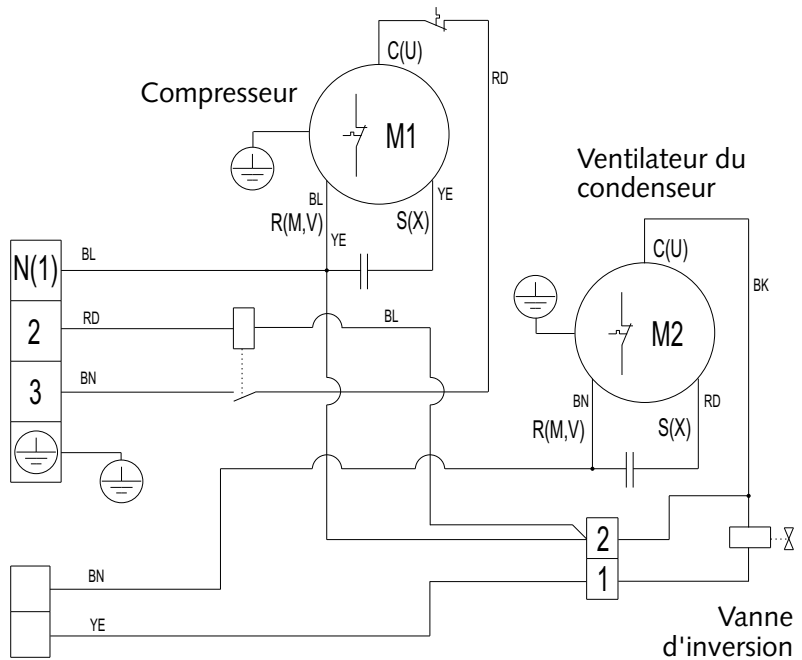 C(U)
RD
Compresseur
M1
Ventilateur du
condenseur
BL
YE
R(M,V)
S(X)
YE
C(U)
N(1)
BL
BK
2
RD
BL
M2
3
BN
BN
RD
R(M,V)
S(X)
2
BN
1
YE
Vanne
d'inversion